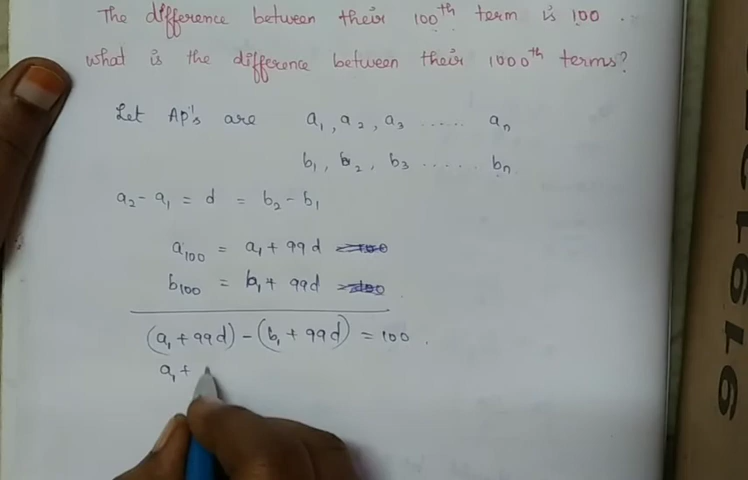 The difference between their 100th term is 100.
what is the difference between their 1000th terms?
Let AP's are a1, a2, a3 ..... an
b1, b2, b3 ..... bn
a2 - a1 = d = b2 - b1
a100 = a1 + 99d
b100 = b1 + 99d
(a1 + 99d) - (b1 + 99d) = 100.
a1 +
9191